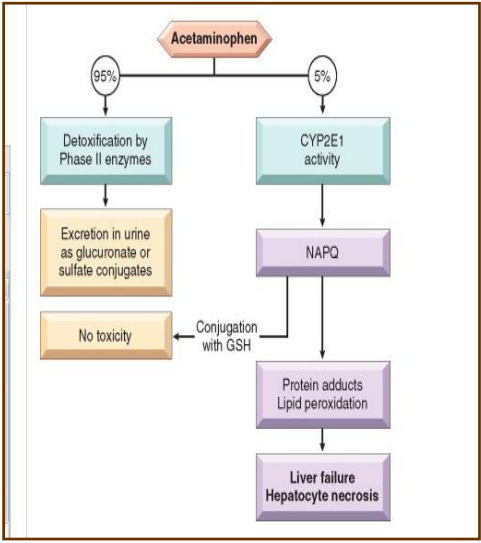 Acetaminophen
95%
5%
Detoxification by
Phase II enzymes
CYP2E1
activity
Excretion in urine
as glucuronate or
sulfate conjugates
NAPQ
No toxicity
Conjugation
with GSH
Protein adducts
Lipid peroxidation
Liver failure
Hepatocyte necrosis